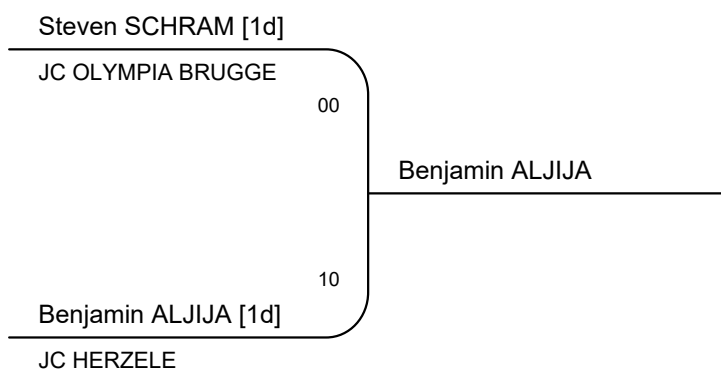 Steven SCHRAM [1d]
JC OLYMPIA BRUGGE
00
Benjamin ALJIJA
10
Benjamin ALJIJA [1d]
JC HERZELE